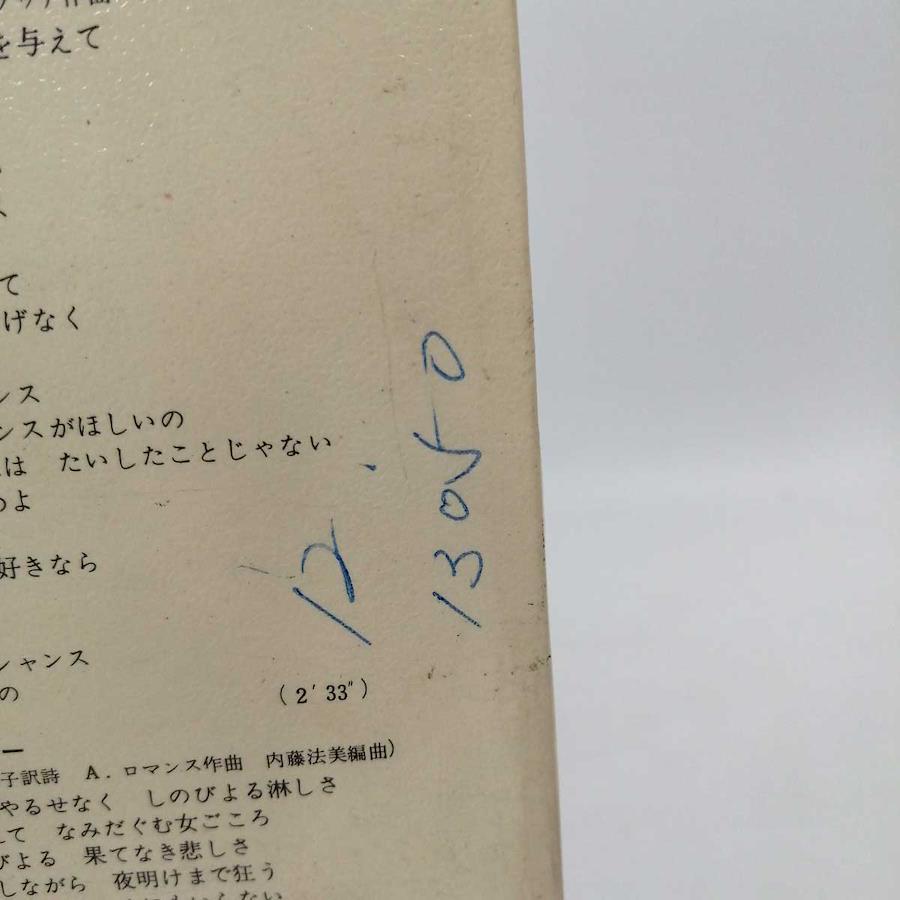 作曲
を与えて
て
げなく
ンス
ンスがほしいの
は たいしたことじゃない
のよ
好きなら
シャンス
の
(2′33″)
ー
子訳詩 A.ロマンス作曲 内藤法美編曲)
やるせなく しのびよる淋しさ
えて なみだぐむ女ごころ
びよる 果てなき悲しさ
しながら 夜明けまで狂う
12
13050